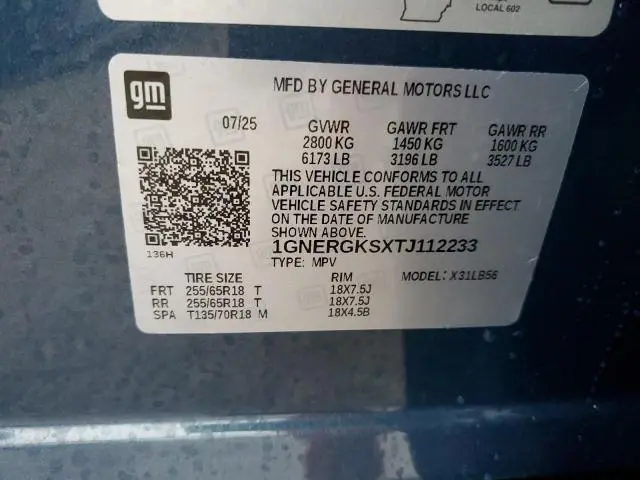 LOCAL 602
gm
MFD BY GENERAL MOTORS LLC
07/25 GVWR GAWR FRT GAWR RR
2800 KG 1450 KG 1600 KG
6173 LB 3196 LB 3527 LB
THIS VEHICLE CONFORMS TO ALL
APPLICABLE U.S. FEDERAL MOTOR
VEHICLE SAFETY STANDARDS IN EFFECT
ON THE DATE OF MANUFACTURE
SHOWN ABOVE.
136H
1GNERGKSXTJ112233
TYPE: MPV MODEL: X31LB56
TIRE SIZE RIM
FRT 255/65R18 T 18X7.5J
RR 255/65R18 T 18X7.5J
SPA T135/70R18 M 18X4.5B